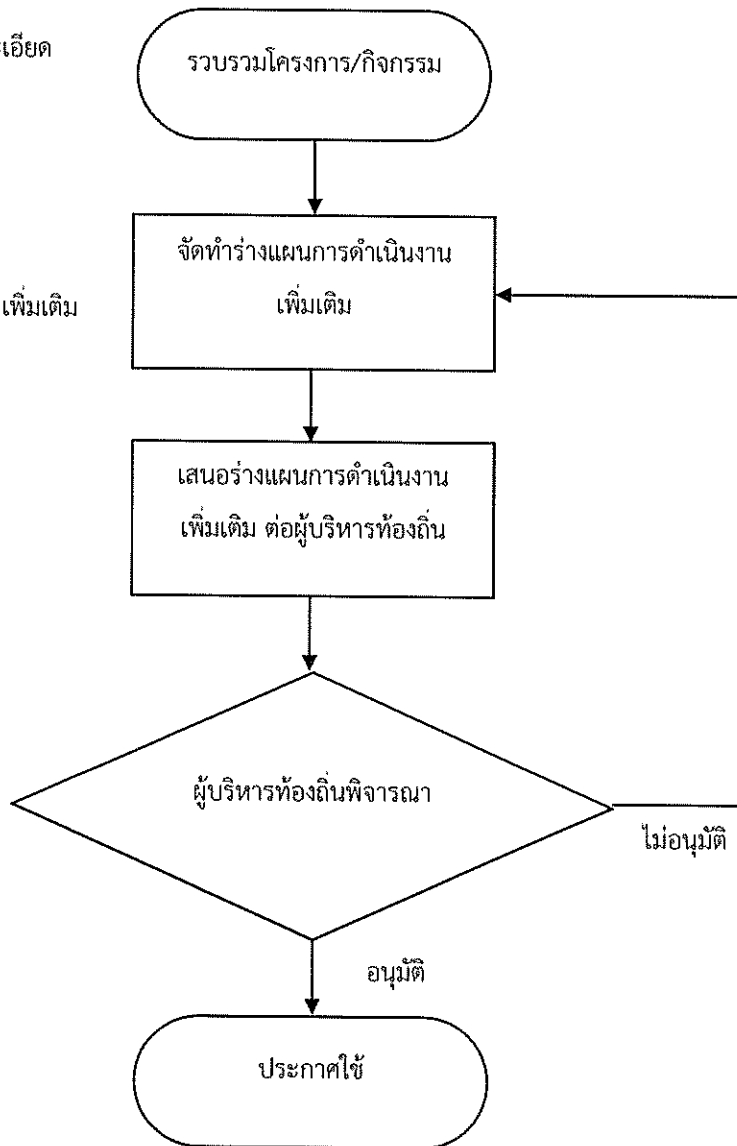 ะเอียด
รวบรวมโครงการ/กิจกรรม
จัดทำร่างแผนการดำเนินงาน
เพิ่มเติม
เพิ่มเติม
เสนอร่างแผนการดำเนินงาน
เพิ่มเติม ต่อผู้บริหารท้องถิ่น
ผู้บริหารท้องถิ่นพิจารณา
ไม่อนุมัติ
อนุมัติ
ประกาศใช้